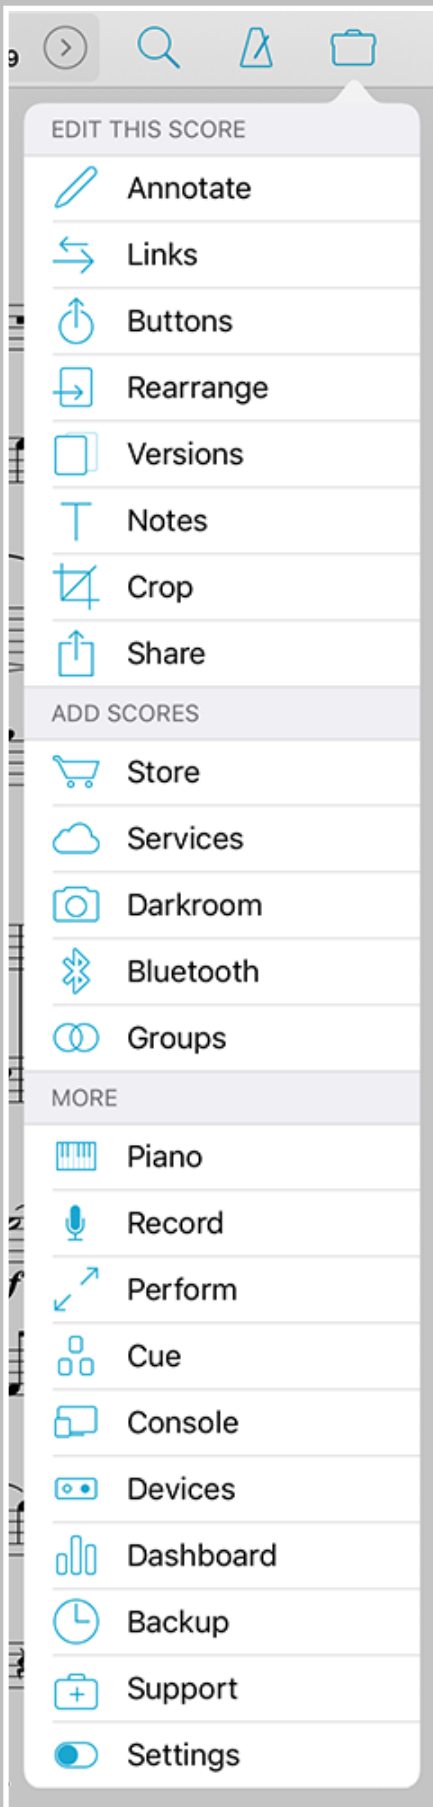 9
EDIT THIS SCORE
Annotate
Links
Buttons
Rearrange
Versions
Notes
Crop
Share
ADD SCORES
Store
Services
Darkroom
Bluetooth
Groups
MORE
Piano
Record
Perform
Cue
Console
Devices
Dashboard
Backup
Support
Settings